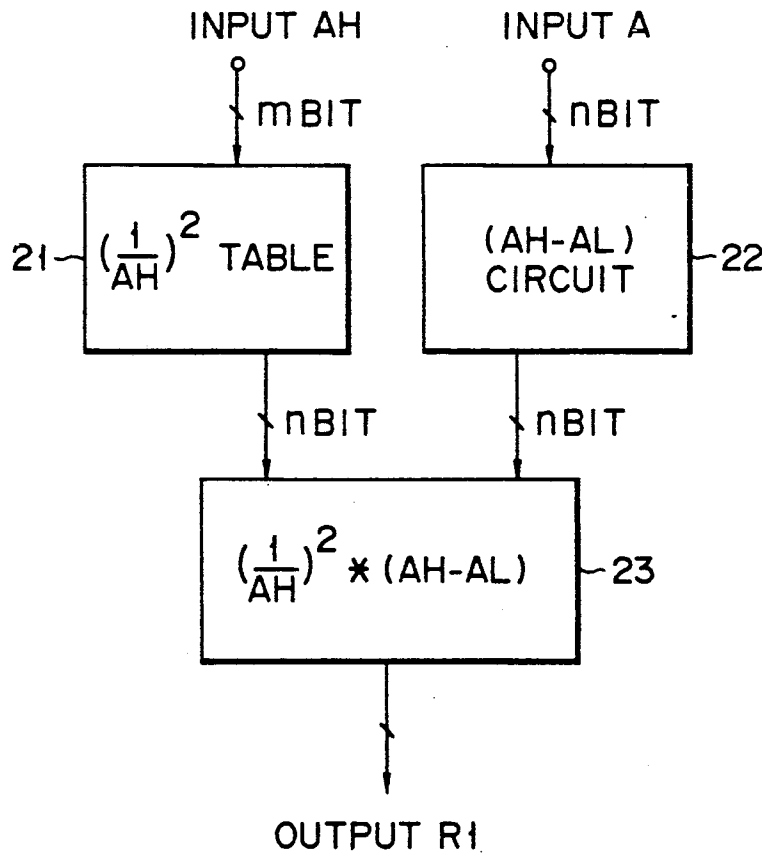 INPUT AH
INPUT A
mBIT
nBIT
21
(1/AH)² TABLE
(AH-AL)
CIRCUIT
22
nBIT
nBIT
(1/AH)² * (AH-AL)
23
OUTPUT R1